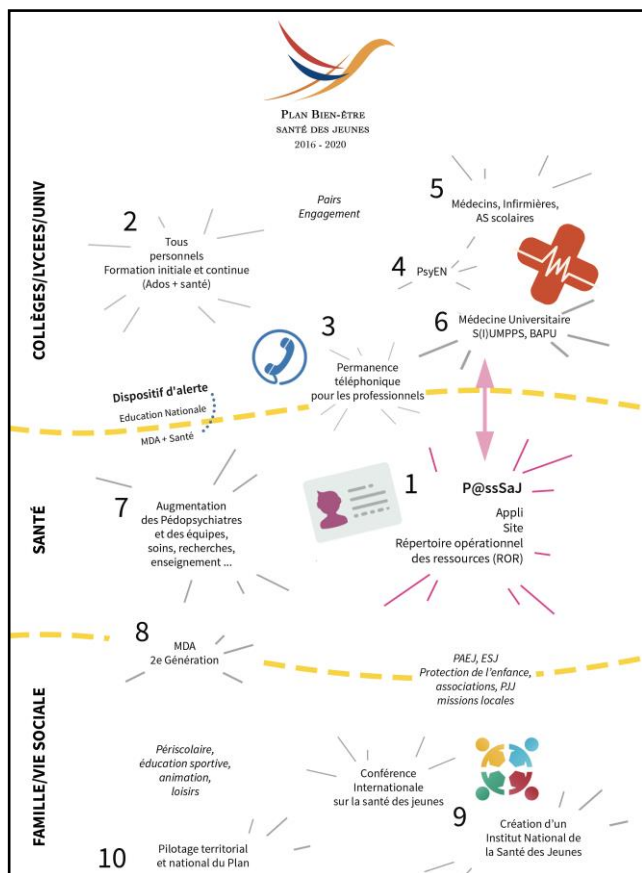 PLAN BIEN-ÊTRE
SANTÉ DES JEUNES
2016 - 2020
COLLÈGES/LYCEES/UNIV
Pairs
Engagement
2
Tous
personnels
Formation initiale et continue
(Ados + santé)
5
Médecins, Infirmières,
AS scolaires
4
PsyEN
6
Médecine Universitaire
S(I)UMPPS, BAPU
3
Permanence
téléphonique
pour les professionnels
Dispositif d'alerte
Education Nationale
MDA + Santé
SANTÉ
7
Augmentation
des Pédopsychiatres
et des équipes,
soins, recherches,
enseignement ...
1
P@ssSaJ
Appli
Site
Répertoire opérationnel
des ressources (ROR)
8
MDA
2e Génération
PAEJ, ESJ
Protection de l'enfance,
associations, PJJ
missions locales
FAMILLE/VIE SOCIALE
Périscolaire,
éducation sportive,
animation,
loisirs
Conférence
Internationale
sur la santé des jeunes
9
Création d'un
Institut National de
la Santé des Jeunes
10
Pilotage territorial
et national du Plan